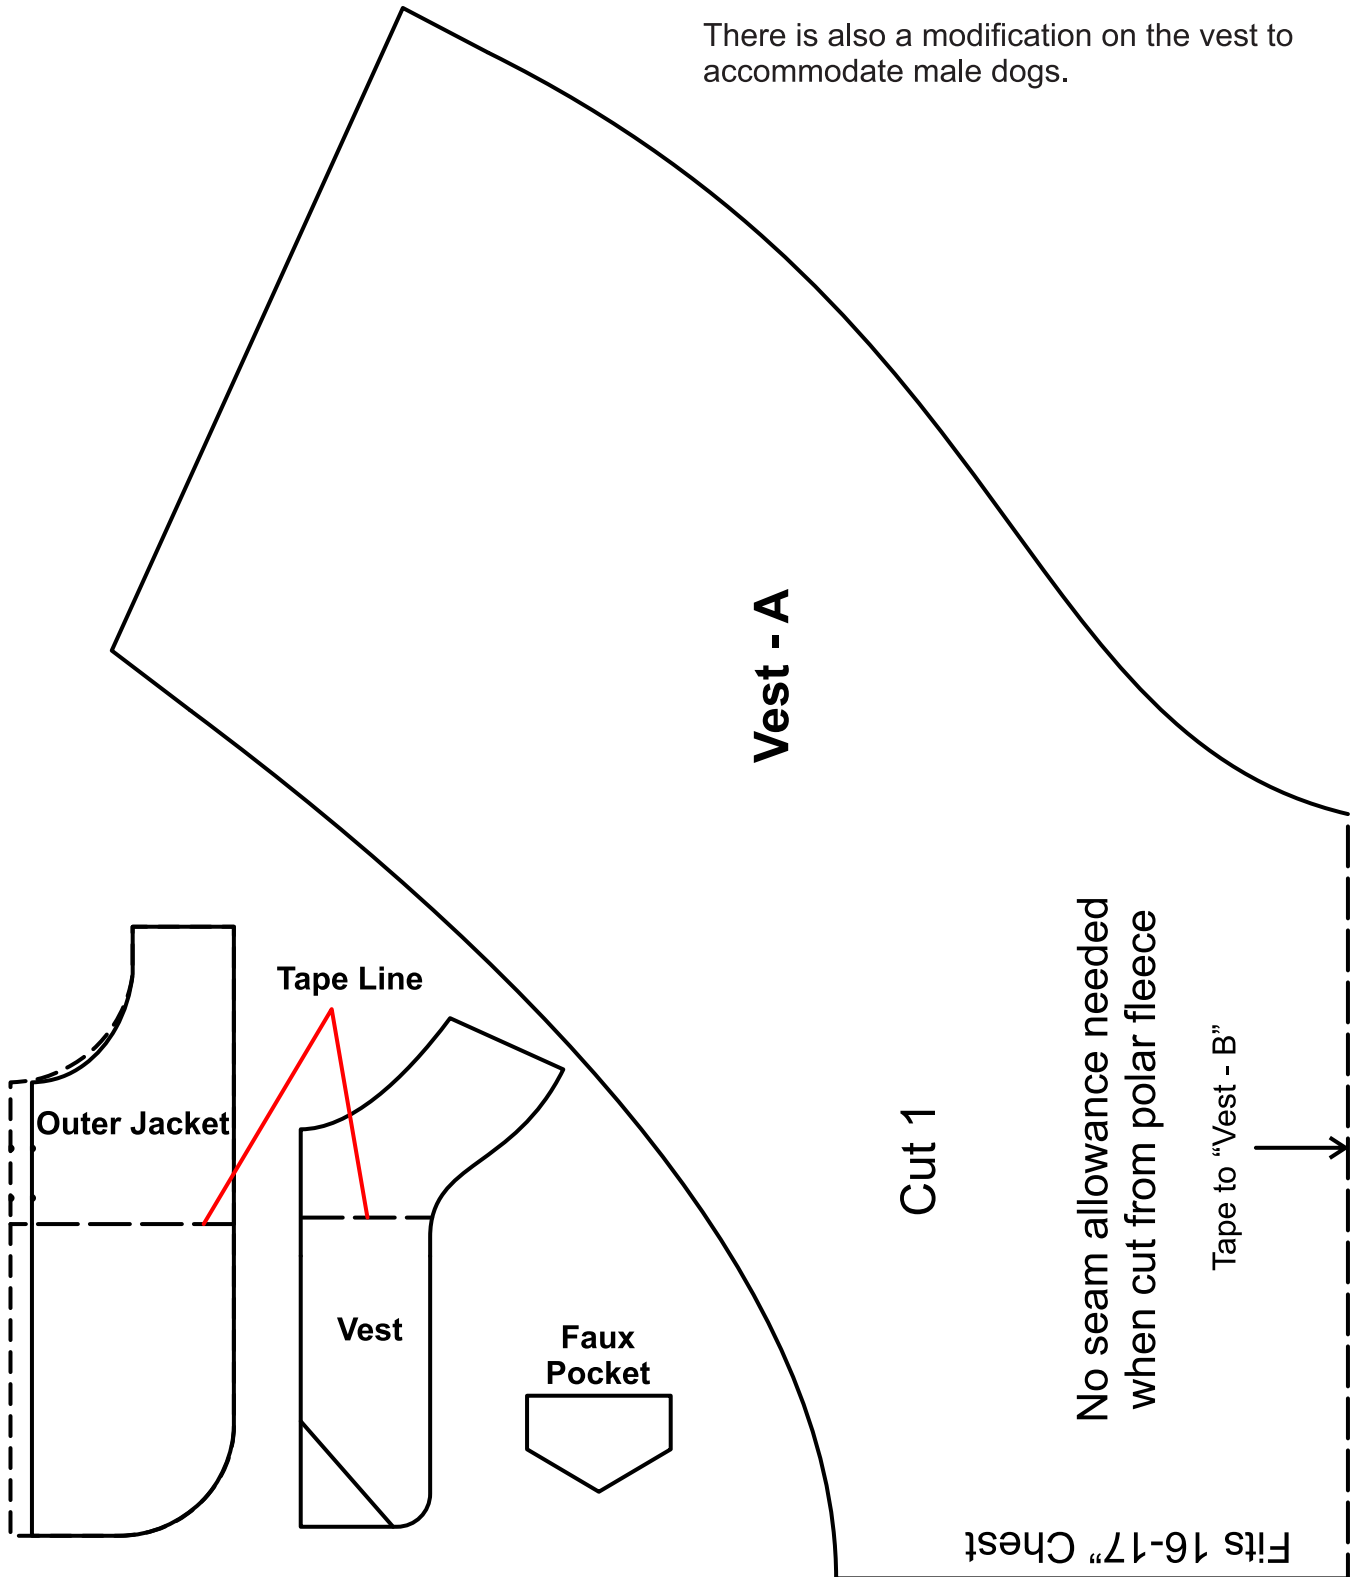 There is also a modification on the vest to
accommodate male dogs.
Vest - A
Tape Line
Outer Jacket
Vest
Faux
Pocket
Cut 1
No seam allowance needed
when cut from polar fleece
Tape to “Vest - B”
Fits 16-17” Chest